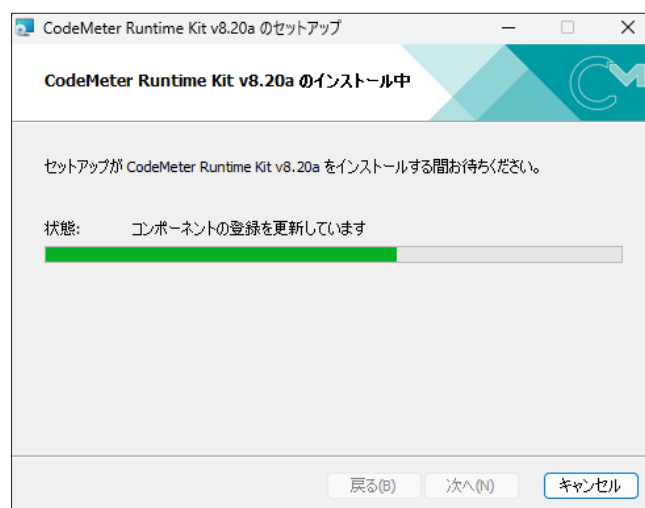 CodeMeter Runtime Kit v8.20a のセットアップ
CodeMeter Runtime Kit v8.20a のインストール中
CM
セットアップが CodeMeter Runtime Kit v8.20a をインストールする間お待ちください。
状態: コンポーネントの登録を更新しています
戻る(B) 次へ(N) キャンセル